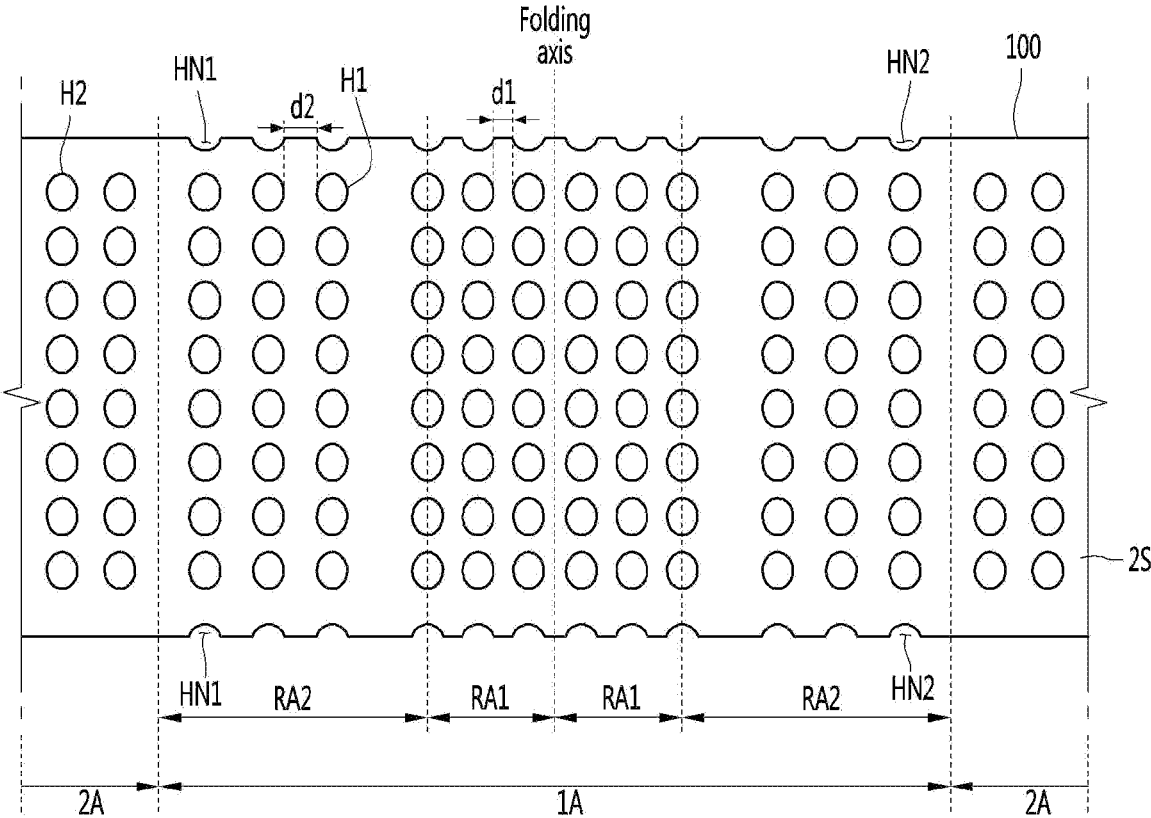 Folding
axis
HN1
HN2
100
H2
d2
H1
d1
2S
HN1
RA2
RA1
RA1
RA2
HN2
2A
1A
2A